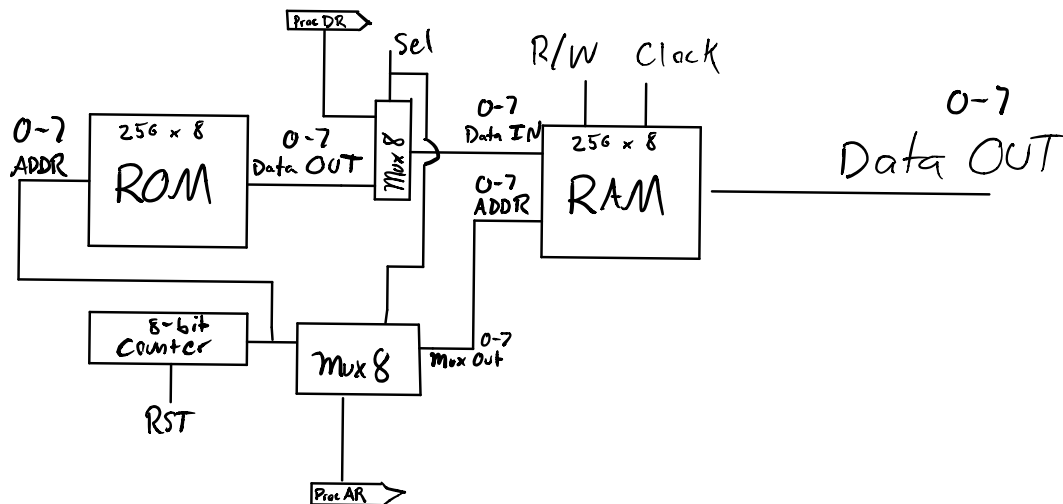 Proc DR
Sel
R/W Clock
0-7
Data OUT
0-7
ADDR
256 x 8
ROM
0-7
Data OUT
Mux 8
0-7
Data IN
0-7
ADDR
256 x 8
RAM
8-bit
Counter
RST
Mux 8
0-7
Mux Out
Proc AR